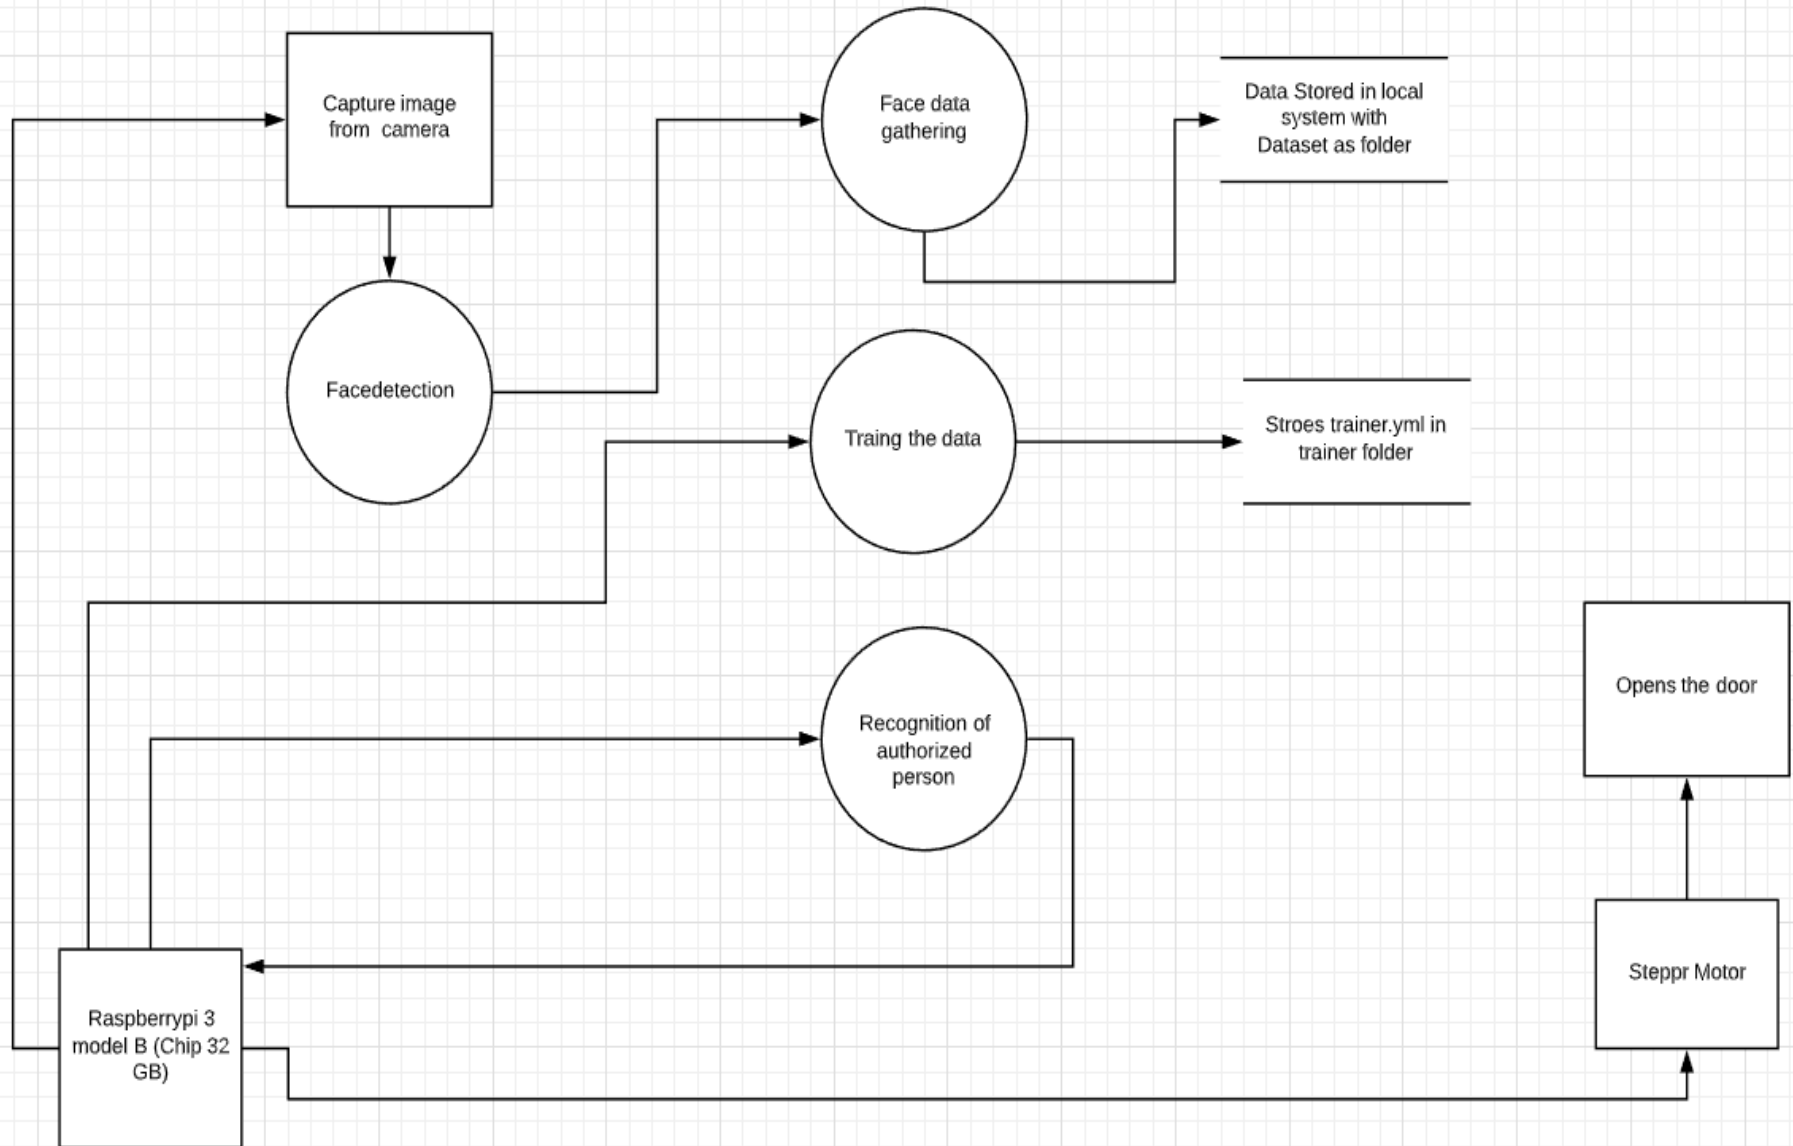 Capture image
from camera
Face data
gathering
Data Stored in local
system with
Dataset as folder
Facedetection
Traing the data
Stroes trainer.yml in
trainer folder
Recognition of
authorized
person
Opens the door
Steppr Motor
Raspberrypi 3
model B (Chip 32
GB)